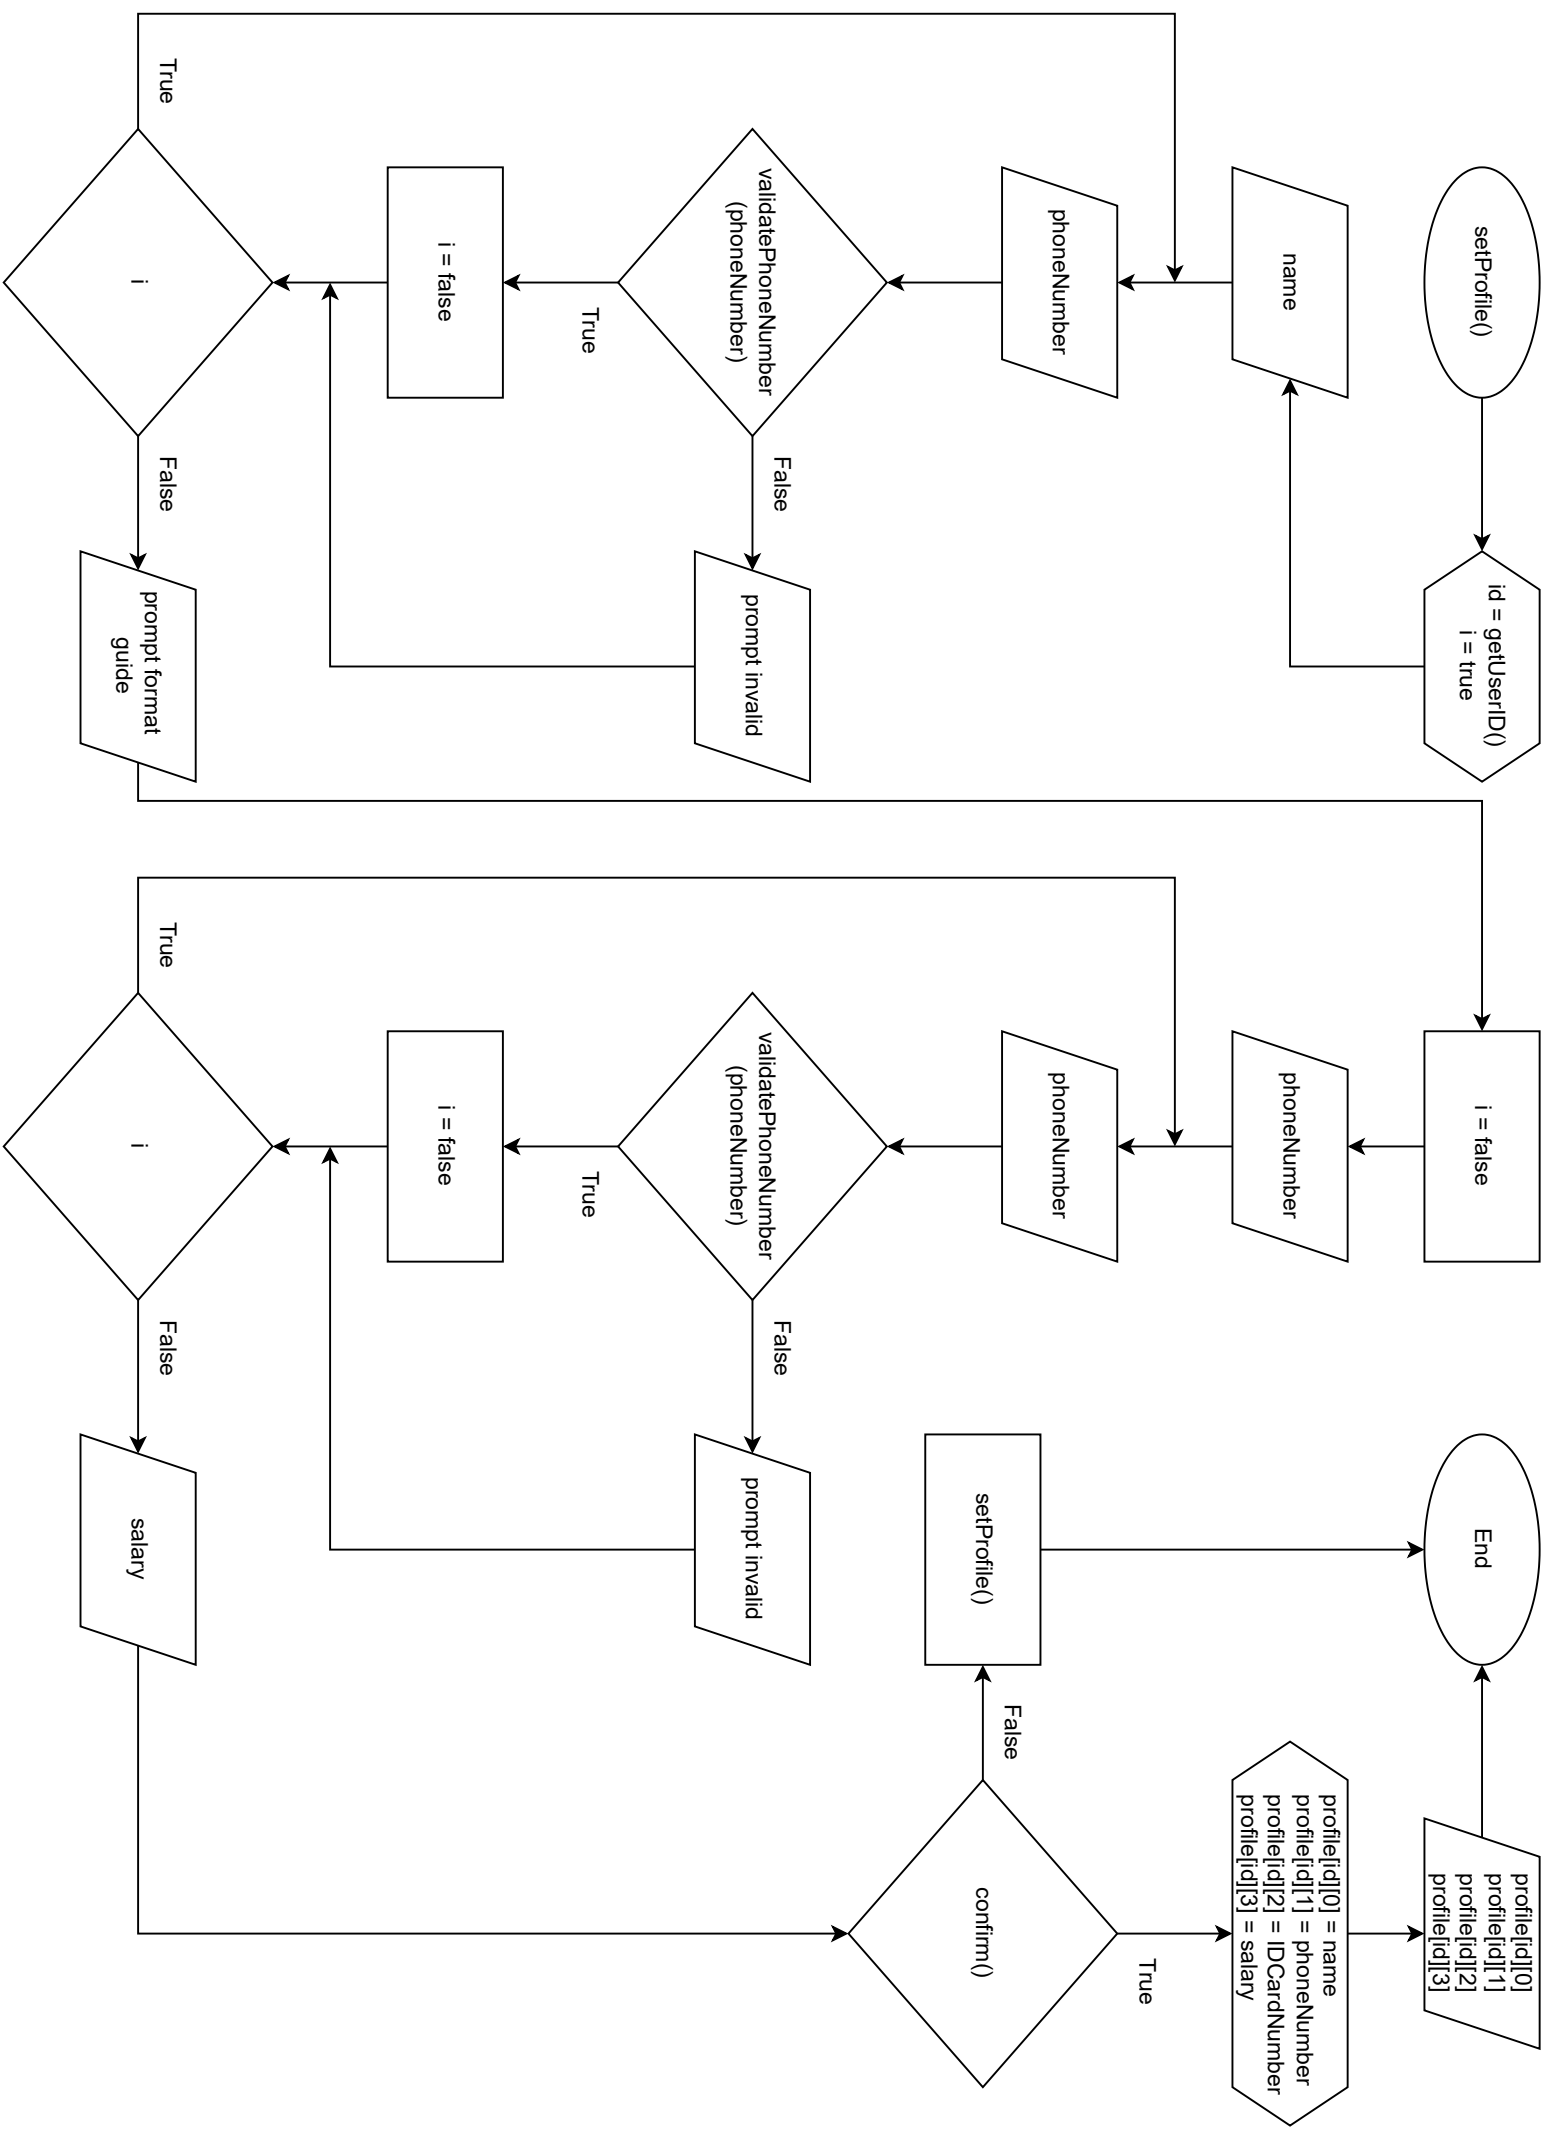 setProfile()
id = getUserID()
i = true
name
phoneNumber
validatePhoneNumber
(phoneNumber)
True
False
prompt invalid
i = false
i
True
False
prompt format
guide
i = false
phoneNumber
phoneNumber
validatePhoneNumber
(phoneNumber)
True
False
prompt invalid
i = false
i
True
False
salary
confirm()
False
True
setProfile()
profile[id][0] = name
profile[id][1] = phoneNumber
profile[id][2] = IDCardNumber
profile[id][3] = salary
profile[id][0]
profile[id][1]
profile[id][2]
profile[id][3]
End